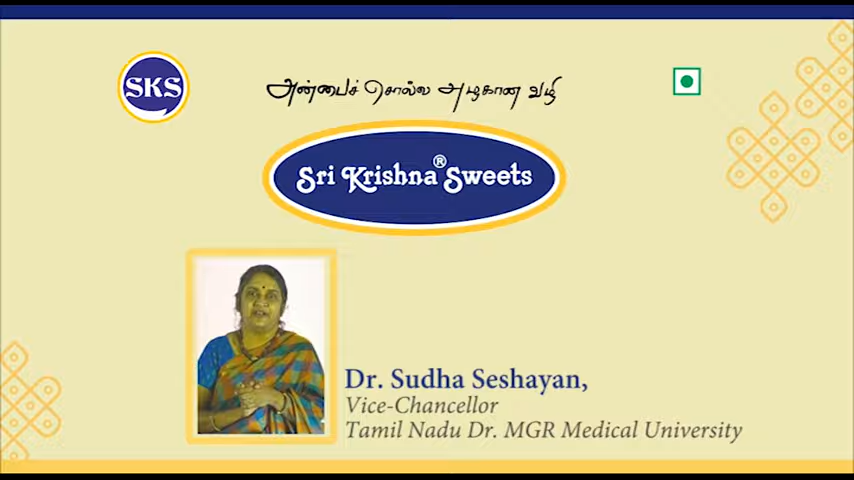 SKS
அன்பைச் சொல்ல அழகான வழி
Sri Krishna® Sweets
Dr. Sudha Seshayan,
Vice-Chancellor
Tamil Nadu Dr. MGR Medical University